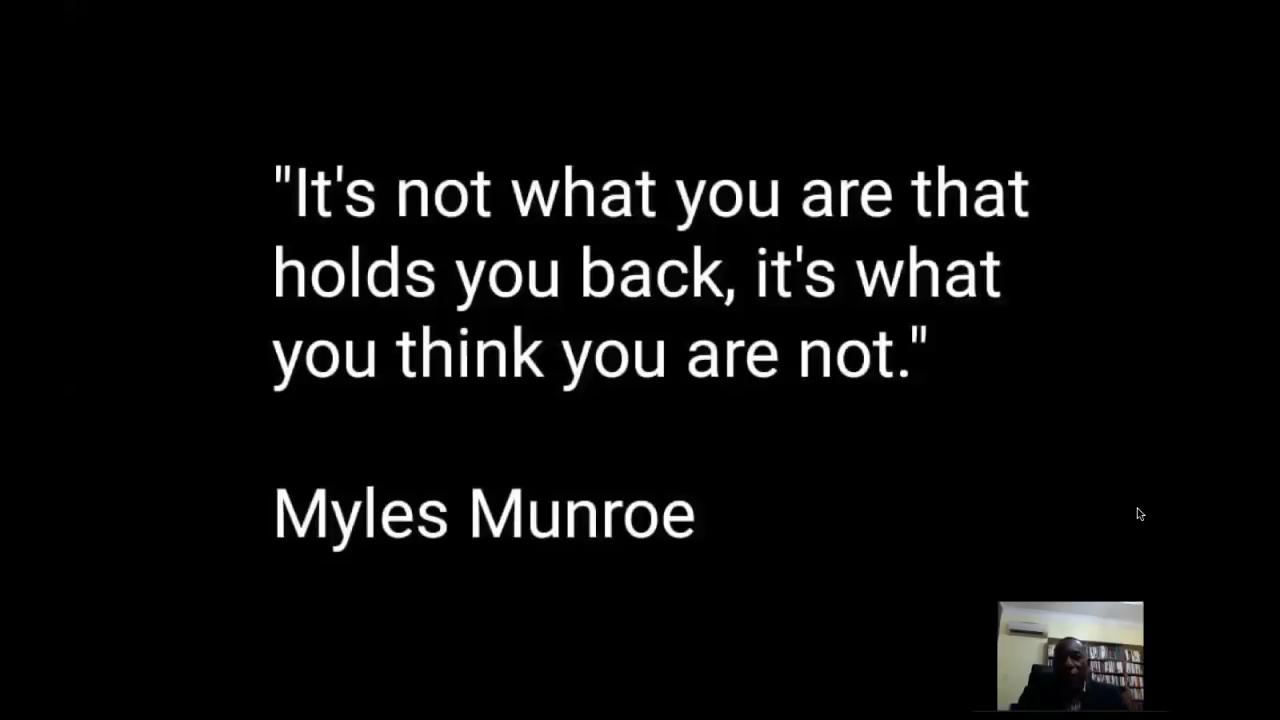 "It's not what you are that
holds you back, it's what
you think you are not."
Myles Munroe